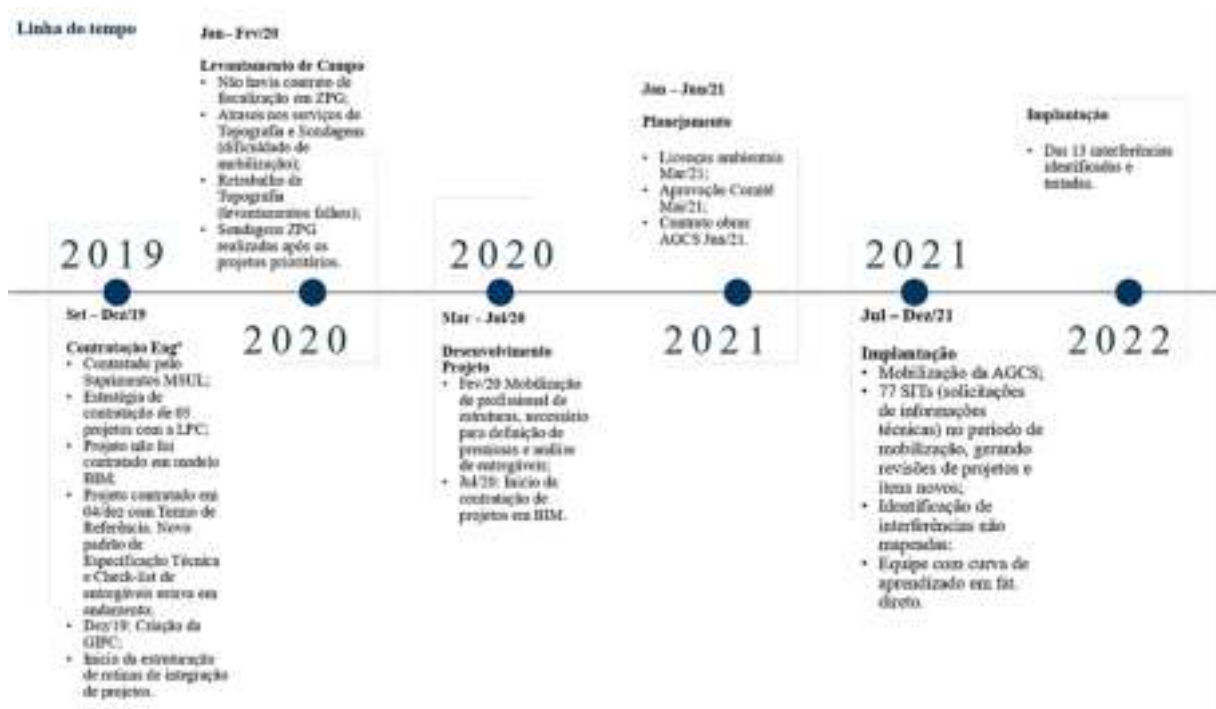 Linha do tempo
Jan – Fev/20
Levantamento de Campo
• Não havia contrato de
fiscalização em ZPG;
• Atrasos nos serviços de
Topografia e Sondagem
(dificuldade de
mobilização);
• Retrabalho de
Topografia
(levantamentos falhos);
• Sondagens ZPG
realizadas após os
projetos prioritários.
Jan – Jun/21
Planejamento
• Licenças ambientais
Mar/21;
• Aprovação Comitê
Mar/21;
• Contrato obras
AGCS Jun/21.
Implantação
• Das 13 interferências
identificadas e
tratadas.
2019
2020
2021
Set – Dez/19
Contratação Engª
• Contratado pelo
Suprimentos MSUL;
• Estratégia de
contratação de 05
projetos com a LPC;
• Projeto não foi
contratado em modelo
BIM;
• Projeto contratado em
04/dez com Termo de
Referência. Novo
padrão de
Especificação Técnica
e Check-list de
entregáveis estava em
andamento;
• Dez/19: Criação da
GIPC;
• Início da estruturação
de rotinas de integração
de projetos.
2020
Mar – Jul/20
Desenvolvimento
Projeto
• Fev/20 Mobilização
de profissional de
estruturas, necessário
para definição de
premissas e análise
de entregáveis;
• Jul/20: Início da
contratação de
projetos em BIM.
2021
Jul – Dez/21
Implantação
• Mobilização da AGCS;
• 77 SITs (solicitações
de informações
técnicas) no período de
mobilização, gerando
revisões de projetos e
itens novos;
• Identificação de
interferências não
mapeadas;
• Equipe com curva de
aprendizado em fat.
direto.
2022